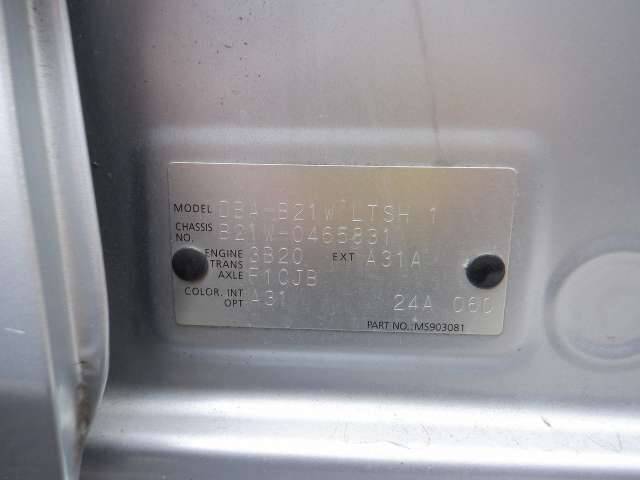 MODEL DBA-B21W LTSH 1
CHASSIS NO. B21W-0465831
ENGINE 3B20 EXT A31A
TRANS AXLE F1CJB
COLOR, INT OPT A31 24A 060
PART NO.:MS903081